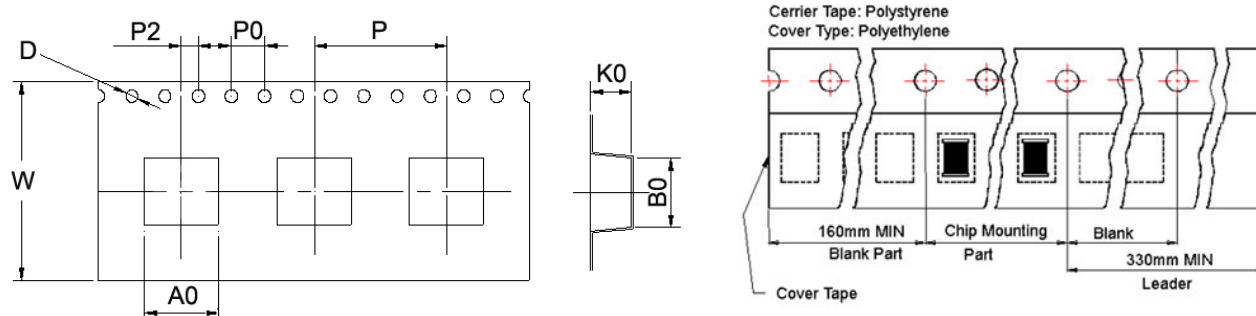 P2
P0
P
D
K0
W
B0
A0
Cerrier Tape: Polystyrene
Cover Type: Polyethylene
160mm MIN
Blank Part
Chip Mounting
Part
Blank
330mm MIN
Leader
Cover Tape